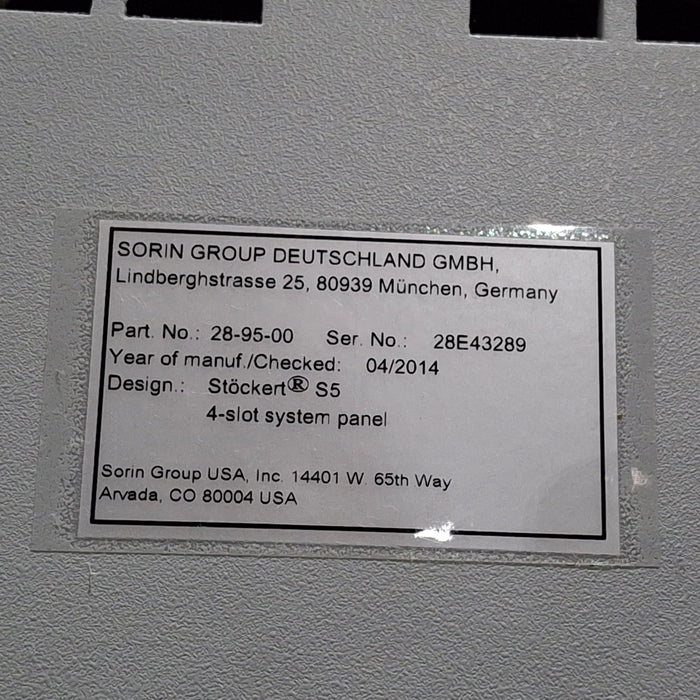 SORIN GROUP DEUTSCHLAND GMBH,
Lindberghstrasse 25, 80939 München, Germany
Part. No.: 28-95-00 Ser. No.: 28E43289
Year of manuf./Checked: 04/2014
Design.: Stöckert® S5
4-slot system panel
Sorin Group USA, Inc. 14401 W. 65th Way
Arvada, CO 80004 USA